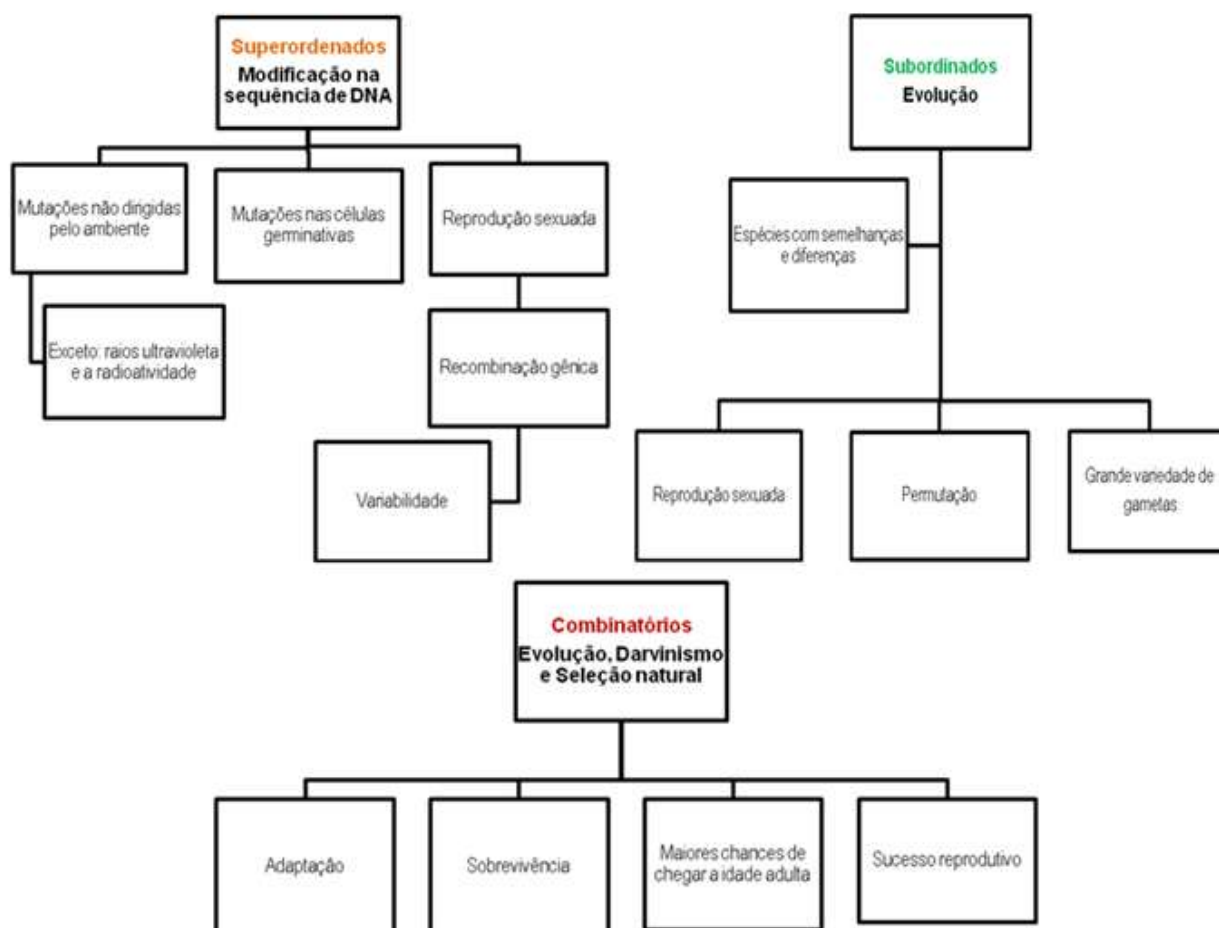 Superordenados
Modificação na
sequência de DNA
Mutações não dirigidas
pelo ambiente
Mutações nas células
germinativas
Reprodução sexuada
Exceto: raios ultravioleta
e a radioatividade
Recombinação gênica
Variabilidade
Subordinados
Evolução
Espécies com semelhanças
e diferenças
Reprodução sexuada
Permutação
Grande variedade de
gametas
Combinatórios
Evolução, Darvinismo
e Seleção natural
Adaptação
Sobrevivência
Maiores chances de
chegar a idade adulta
Sucesso reprodutivo